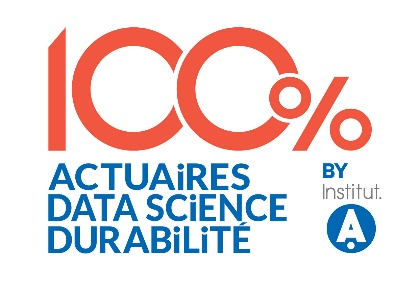 100%
ACTUAiRES
DATA SCiENCE
DURABiLiTÉ
BY
Institut.
A